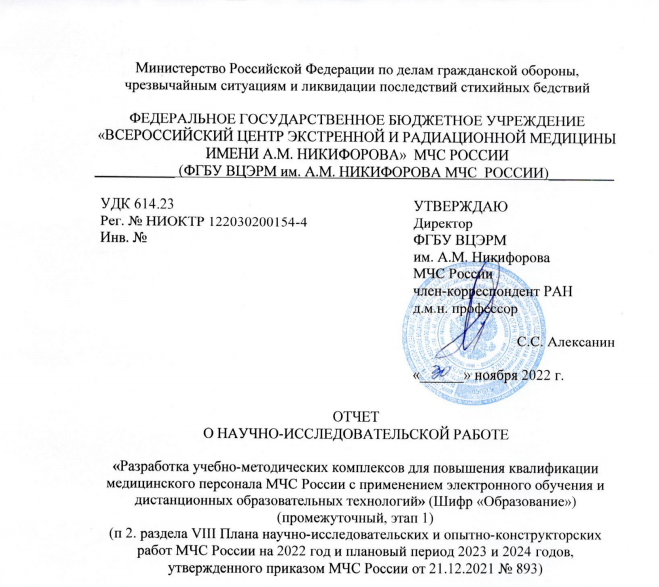 Министерство Российской Федерации по делам гражданской обороны,
чрезвычайным ситуациям и ликвидации последствий стихийных бедствий
ФЕДЕРАЛЬНОЕ ГОСУДАРСТВЕННОЕ БЮДЖЕТНОЕ УЧРЕЖДЕНИЕ
«ВСЕРОССИЙСКИЙ ЦЕНТР ЭКСТРЕННОЙ И РАДИАЦИОННОЙ МЕДИЦИНЫ
ИМЕНИ А.М. НИКИФОРОВА» МЧС РОССИИ
(ФГБУ ВЦЭРМ им. А.М. НИКИФОРОВА МЧС РОССИИ)
УДК 614.23
Рег. № НИОКТР 122030200154-4
Инв. №
УТВЕРЖДАЮ
Директор
ФГБУ ВЦЭРМ
им. А.М. Никифорова
МЧС России
член-корреспондент РАН
д.м.н. профессор
С.С. Алексанин
«30» ноября 2022 г.
ОТЧЕТ
О НАУЧНО-ИССЛЕДОВАТЕЛЬСКОЙ РАБОТЕ
«Разработка учебно-методических комплексов для повышения квалификации
медицинского персонала МЧС России с применением электронного обучения и
дистанционных образовательных технологий» (Шифр «Образование»)
(промежуточный, этап 1)
(п 2. раздела VIII Плана научно-исследовательских и опытно-конструкторских
работ МЧС России на 2022 год и плановый период 2023 и 2024 годов,
утвержденного приказом МЧС России от 21.12.2021 № 893)